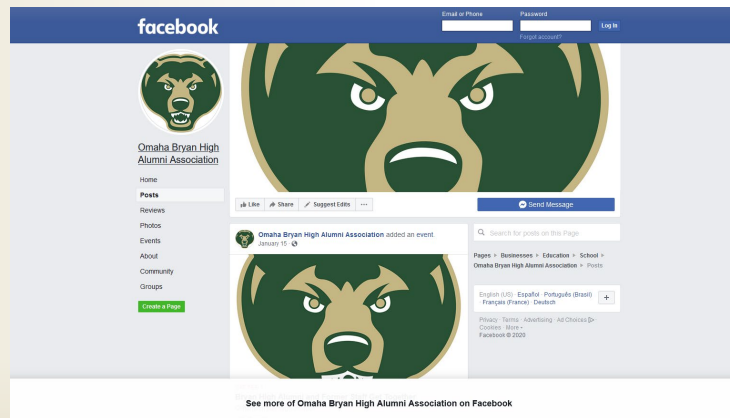 facebook
Email or Phone
Password
Log In
Forgot account?
Omaha Bryan High
Alumni Association
Home
Posts
Reviews
Photos
Events
About
Community
Groups
Create a Page
Like Share Suggest Edits ...
Send Message
Omaha Bryan High Alumni Association added an event
January 15 ·
Search for posts on this Page
Pages Businesses Education School
Omaha Bryan High Alumni Association Posts
English (US) · Español · Português (Brasil)
· Français (France) · Deutsch
+
Privacy · Terms · Advertising · Ad Choices ·
Cookies · More
Facebook © 2020
See more of Omaha Bryan High Alumni Association on Facebook